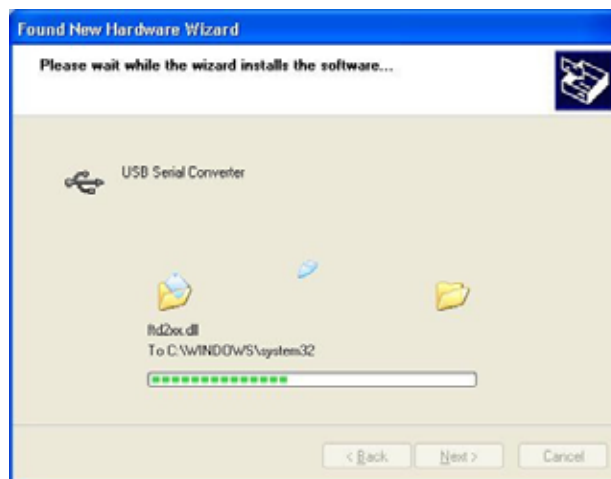 Found New Hardware Wizard
Please wait while the wizard installs the software...
USB Serial Converter
ftd2xx.dll
To C:\WINDOWS\system32
< Back
Next >
Cancel